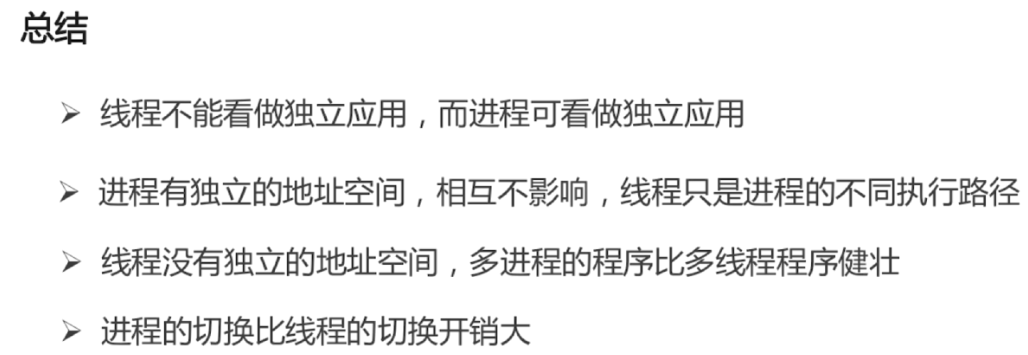 总结
➢ 线程不能看做独立应用，而进程可看做独立应用
➢ 进程有独立的地址空间，相互不影响，线程只是进程的不同执行路径
➢ 线程没有独立的地址空间，多进程的程序比多线程程序健壮
➢ 进程的切换比线程的切换开销大